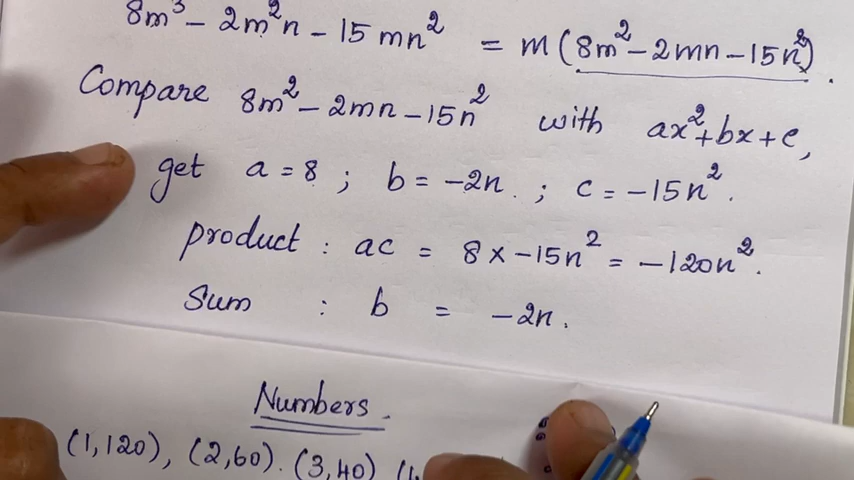 8m³ - 2m²n - 15mn² = m(8m² - 2mn - 15n²).
Compare 8m² - 2mn - 15n² with ax² + bx + c,
get a = 8 ; b = -2n. ; c = -15n².
product : ac = 8 × -15n² = -120n².
Sum : b = -2n.
Numbers.
(1,120), (2,60). (3,40)